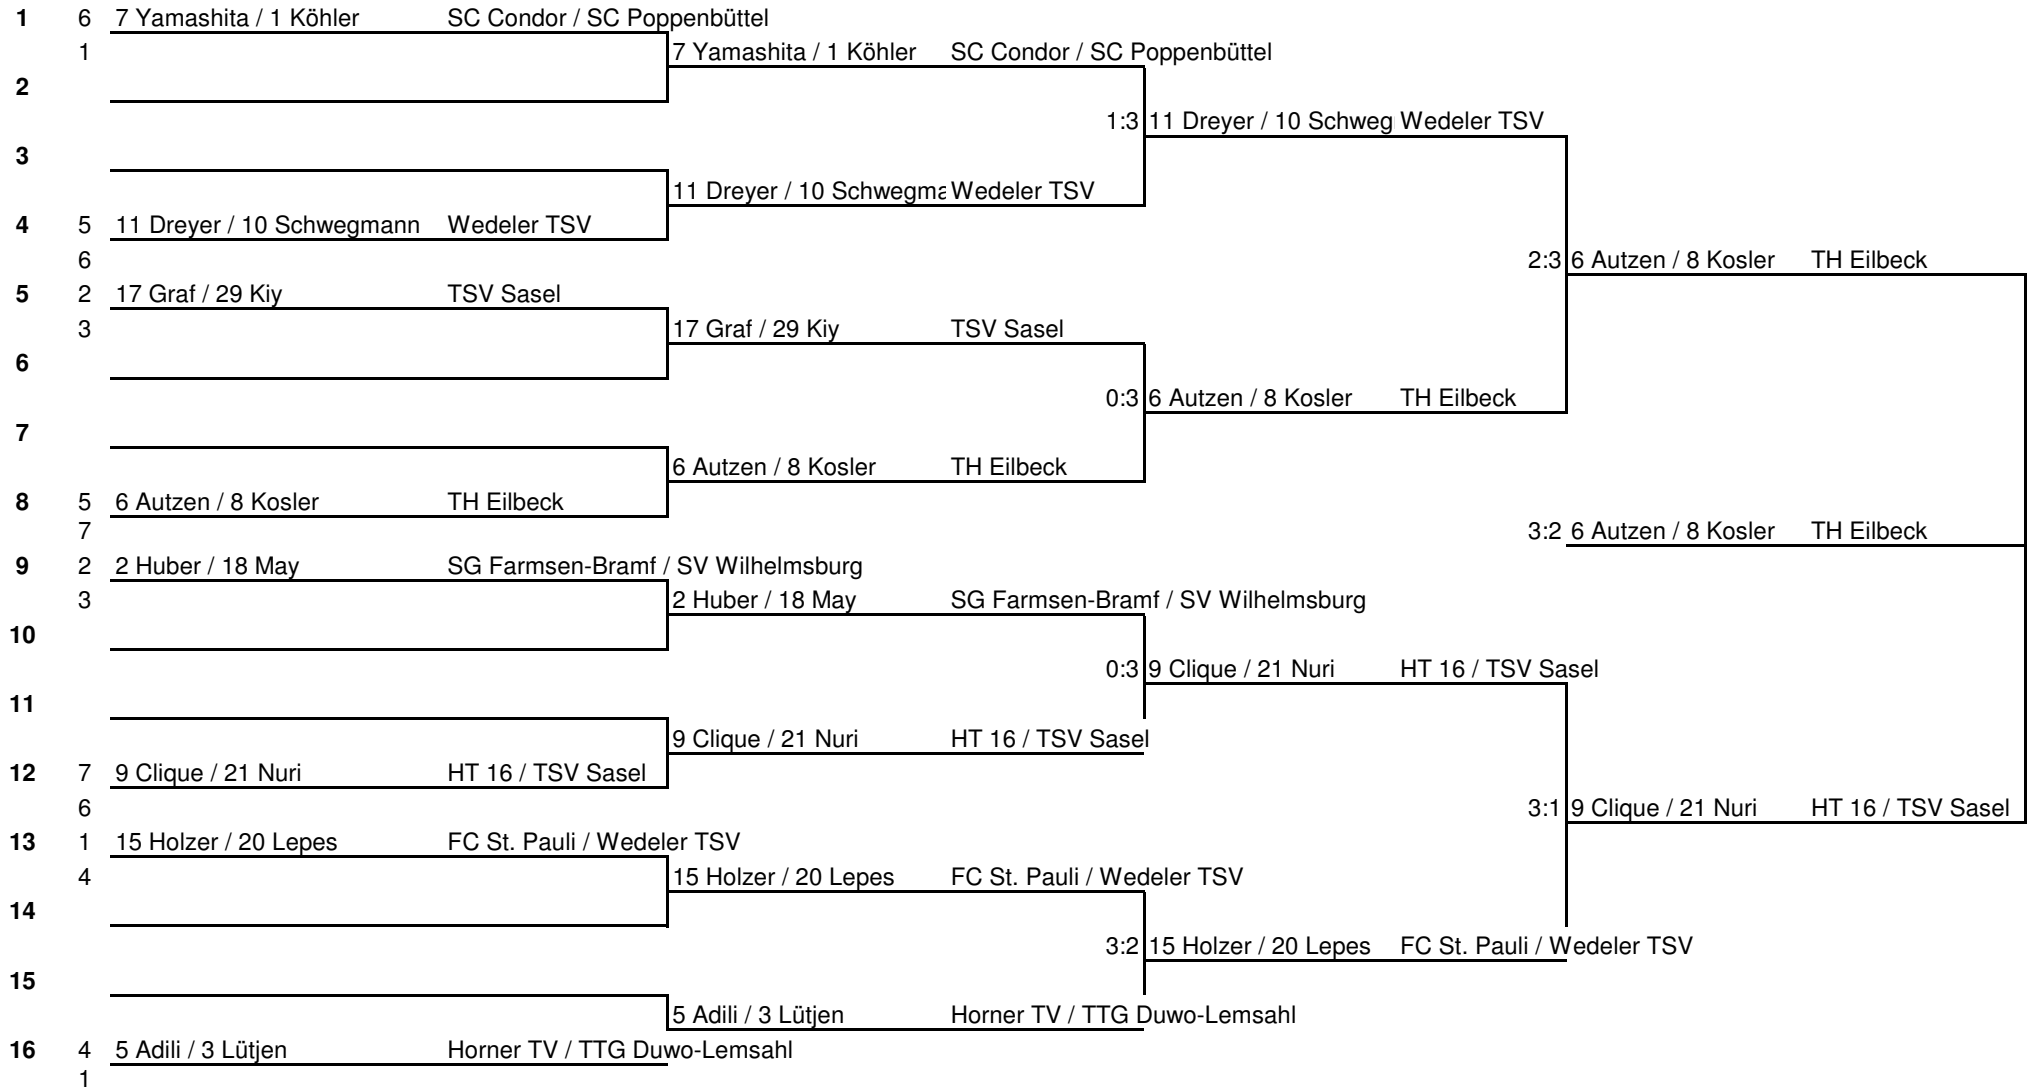 1 6 7 Yamashita / 1 Köhler SC Condor / SC Poppenbüttel
1 7 Yamashita / 1 Köhler SC Condor / SC Poppenbüttel
2
1:3 11 Dreyer / 10 Schweg Wedeler TSV
3
11 Dreyer / 10 Schwegma Wedeler TSV
4 5 11 Dreyer / 10 Schwegmann Wedeler TSV
6 2:3 6 Autzen / 8 Kosler TH Eilbeck
5 2 17 Graf / 29 Kiy TSV Sasel
3 17 Graf / 29 Kiy TSV Sasel
6
0:3 6 Autzen / 8 Kosler TH Eilbeck
7
6 Autzen / 8 Kosler TH Eilbeck
8 5 6 Autzen / 8 Kosler TH Eilbeck
7 3:2 6 Autzen / 8 Kosler TH Eilbeck
9 2 2 Huber / 18 May SG Farmsen-Bramf / SV Wilhelmsburg
3 2 Huber / 18 May SG Farmsen-Bramf / SV Wilhelmsburg
10
0:3 9 Clique / 21 Nuri HT 16 / TSV Sasel
11
9 Clique / 21 Nuri HT 16 / TSV Sasel
12 7 9 Clique / 21 Nuri HT 16 / TSV Sasel
6 3:1 9 Clique / 21 Nuri HT 16 / TSV Sasel
13 1 15 Holzer / 20 Lepes FC St. Pauli / Wedeler TSV
4 15 Holzer / 20 Lepes FC St. Pauli / Wedeler TSV
14
3:2 15 Holzer / 20 Lepes FC St. Pauli / Wedeler TSV
15
5 Adili / 3 Lütjen Horner TV / TTG Duwo-Lemsahl
16 4 5 Adili / 3 Lütjen Horner TV / TTG Duwo-Lemsahl
1